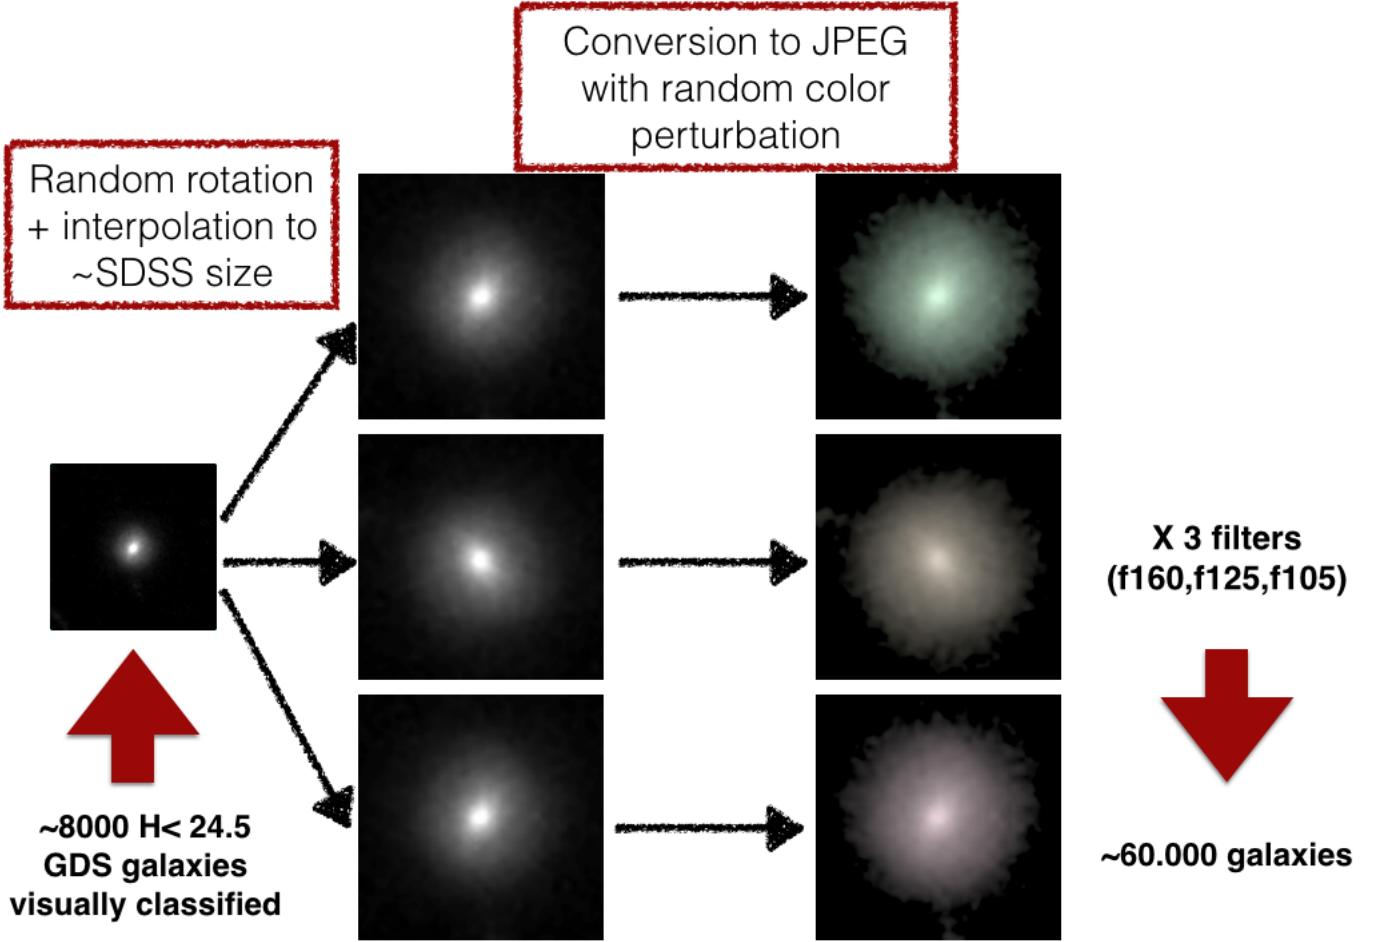 Conversion to JPEG
with random color
perturbation
Random rotation
+ interpolation to
~SDSS size
X 3 filters
(f160,f125,f105)
~8000 H< 24.5
GDS galaxies
visually classified
~60.000 galaxies